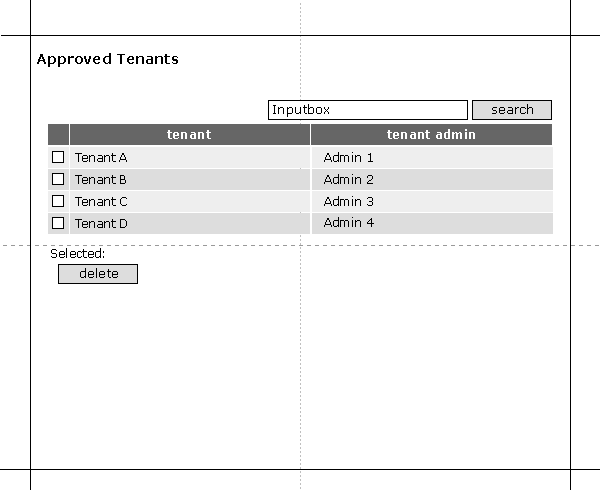 Approved Tenants
Inputbox search
tenant tenant admin
Tenant A Admin 1
Tenant B Admin 2
Tenant C Admin 3
Tenant D Admin 4
Selected:
delete